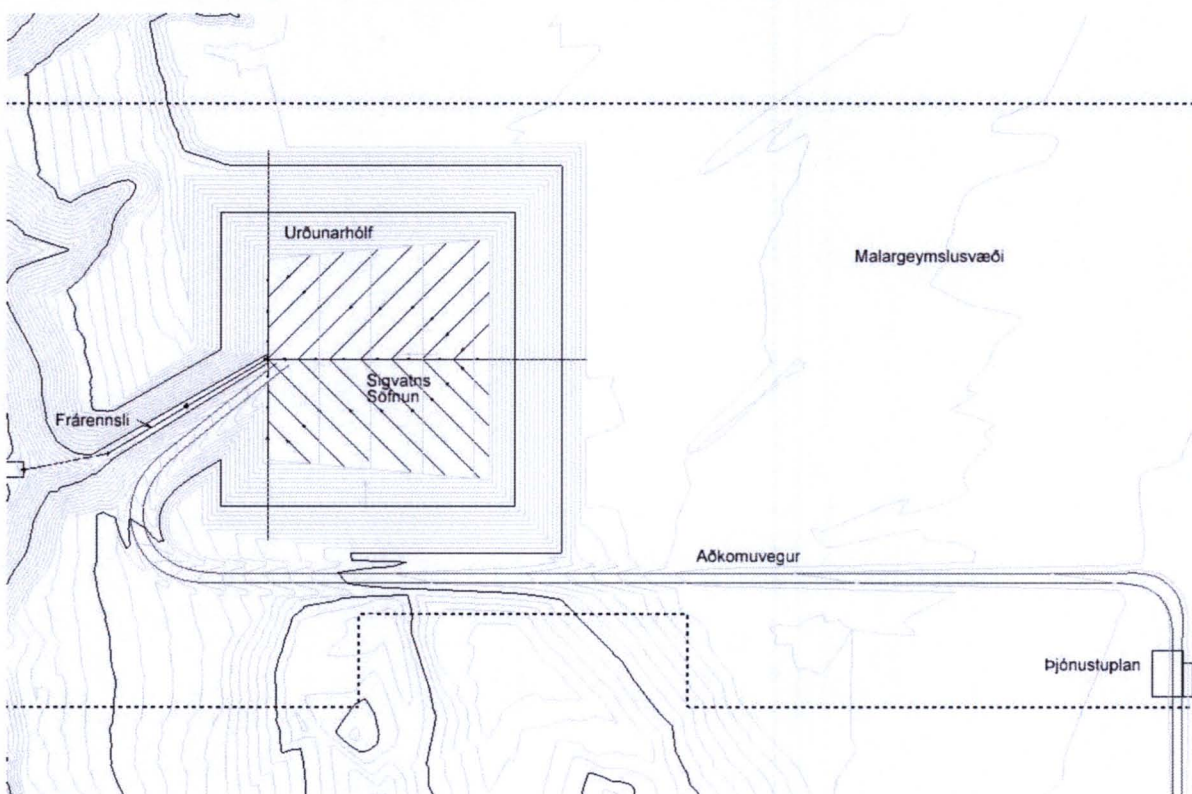 Urðunarhólf
Malargeymslusvæði
Sigvatns
Söfnun
Frárennsli
Aðkomuvegur
Þjónustuplan